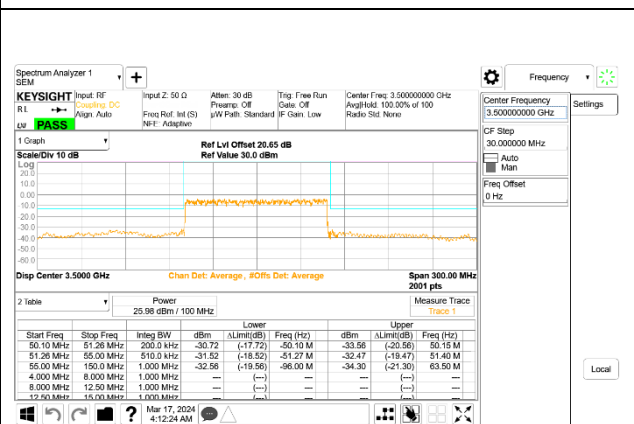 Spectrum Analyzer 1
SEM
Frequency
KEYSIGHT Input: RF Input Z: 50 Ω Atten: 30 dB Trig: Free Run Center Freq: 3.500000000 GHz
RL Coupling: DC Preamp: Off Gate: Off Avg|Hold: 100.00% of 100
Align: Auto Freq Ref: Int (S) µW Path: Standard IF Gain: Low Radio Std: None
PASS NFE: Adaptive
Center Frequency
3.500000000 GHz
Settings
CF Step
30.000000 MHz
Auto
Man
Freq Offset
0 Hz
1 Graph
Ref Lvl Offset 20.65 dB
Scale/Div 10 dB Ref Value 30.0 dBm
Log
20.0
10.0
0.00
-10.0
-20.0
-30.0
-40.0
-50.0
-60.0
Disp Center 3.5000 GHz Chan Det: Average , #Offs Det: Average Span 300.00 MHz
2001 pts
2 Table
Power
25.98 dBm / 100 MHz
Measure Trace
Trace 1
Lower Upper
Start Freq Stop Freq Integ BW dBm ΔLimit(dB) Freq (Hz) dBm ΔLimit(dB) Freq (Hz)
50.10 MHz 51.26 MHz 200.0 kHz -30.72 (-17.72) -50.10 M -33.56 (-20.56) 50.15 M
51.26 MHz 55.00 MHz 510.0 kHz -31.52 (-18.52) -51.27 M -32.47 (-19.47) 51.40 M
55.00 MHz 150.0 MHz 1.000 MHz -32.56 (-19.56) -96.00 M -34.30 (-21.30) 63.50 M
4.000 MHz 8.000 MHz 1.000 MHz --- (---) --- --- (---) ---
8.000 MHz 12.50 MHz 1.000 MHz --- (---) --- --- (---) ---
12.50 MHz 15.00 MHz 1.000 MHz --- (---) --- --- (---) ---
Local
? Mar 17, 2024
4:12:24 AM